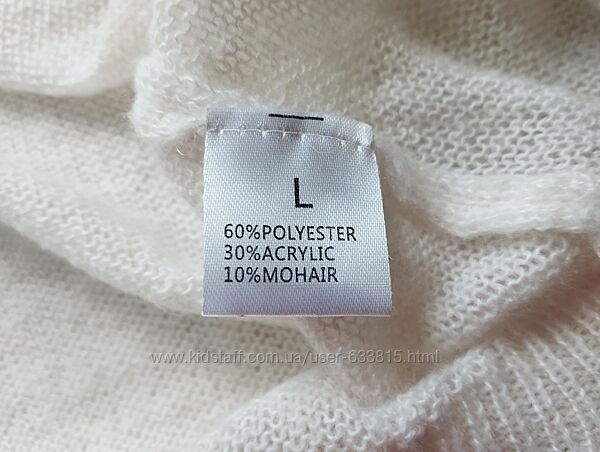 L
60%POLYESTER
30%ACRYLIC
10%MOHAIR
www.kidstaff.com.ua/user-633815.html